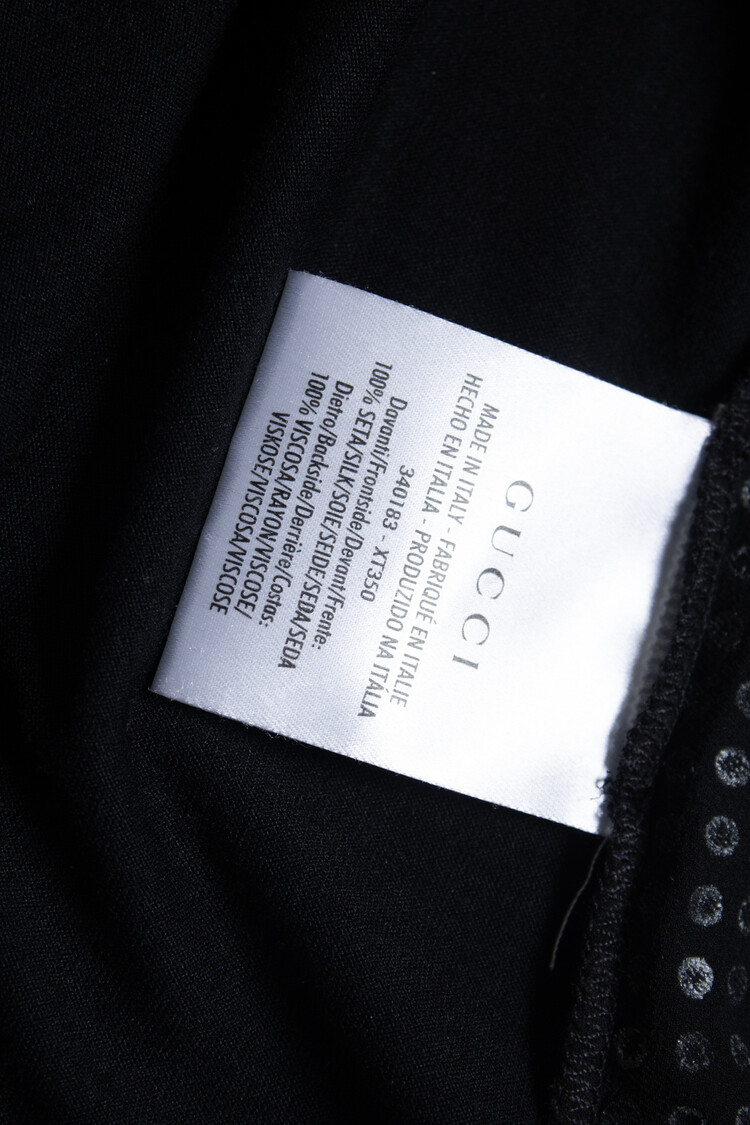 GUCCI
MADE IN ITALY - FABRIQUÉ EN ITALIE
HECHO EN ITALIA - PRODUZIDO NA ITÁLIA
340183 - XT350
Davanti/Frontside/Devant/Frente:
100% SETA/SILK/SOIE/SEIDE/SEDA/SEDA
Dietro/Backside/Derrière/Costas:
100% VISCOSA/RAYON/VISCOSE/
VISKOSE/VISCOSA/VISCOSE